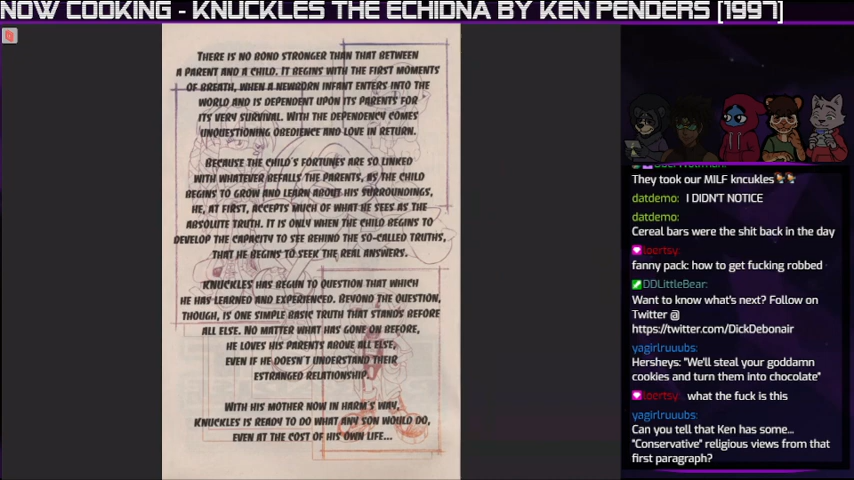 NOW COOKING - KNUCKLES THE ECHIDNA BY KEN PENDERS [1997]
THERE IS NO BOND STRONGER THAN THAT BETWEEN
A PARENT AND A CHILD. IT BEGINS WITH THE FIRST MOMENTS
OF BREATH, WHEN A NEWBORN INFANT ENTERS INTO THE
WORLD AND IS DEPENDENT UPON ITS PARENTS FOR
ITS VERY SURVIVAL. WITH THE DEPENDENCY COMES
UNQUESTIONING OBEDIENCE AND LOVE IN RETURN.
BECAUSE THE CHILD'S FORTUNES ARE SO LINKED
WITH WHATEVER BEFALLS THE PARENTS, AS THE CHILD
BEGINS TO GROW AND LEARN ABOUT HIS SURROUNDINGS,
HE, AT FIRST, ACCEPTS MUCH OF WHAT HE SEES AS THE
ABSOLUTE TRUTH. IT IS ONLY WHEN THE CHILD BEGINS TO
DEVELOP THE CAPACITY TO SEE BEHIND THE SO-CALLED TRUTHS,
THAT HE BEGINS TO SEEK THE REAL ANSWERS.
KNUCKLES HAS BEGUN TO QUESTION THAT WHICH
HE HAS LEARNED AND EXPERIENCED. BEYOND THE QUESTION,
THOUGH, IS ONE SIMPLE BASIC TRUTH THAT STANDS BEFORE
ALL ELSE. NO MATTER WHAT HAS GONE ON BEFORE,
HE LOVES HIS PARENTS ABOVE ALL ELSE,
EVEN IF HE DOESN'T UNDERSTAND THEIR
ESTRANGED RELATIONSHIP.
WITH HIS MOTHER NOW IN HARM'S WAY,
KNUCKLES IS READY TO DO WHAT ANY SON WOULD DO,
EVEN AT THE COST OF HIS OWN LIFE...
They took our MILF kncukles
datdemo: I DIDN'T NOTICE
datdemo:
Cereal bars were the shit back in the day
loertsy:
fanny pack: how to get fucking robbed
DDLittleBear:
Want to know what's next? Follow on
Twitter @
https://twitter.com/DickDebonair
yagirlruuubs:
Hersheys: "We'll steal your goddamn
cookies and turn them into chocolate"
loertsy: what the fuck is this
yagirlruuubs:
Can you tell that Ken has some...
"Conservative" religious views from that
first paragraph?